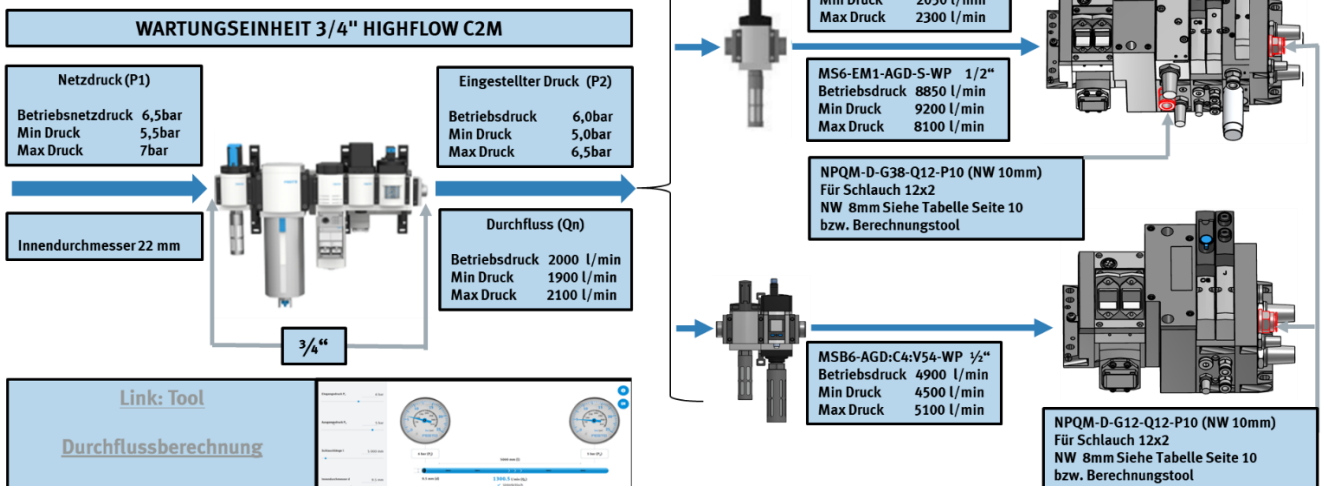 WARTUNGSEINHEIT 3/4" HIGHFLOW C2M
Netzdruck (P1)
Betriebsnetzdruck 6,5bar
Min Druck 5,5bar
Max Druck 7bar
Innendurchmesser 22 mm
Eingestellter Druck (P2)
Betriebsdruck 6,0bar
Min Druck 5,0bar
Max Druck 6,5bar
Durchfluss (Qn)
Betriebsdruck 2000 l/min
Min Druck 1900 l/min
Max Druck 2100 l/min
¾“
Link: Tool
Durchflussberechnung
Max Druck 2300 l/min
MS6-EM1-AGD-S-WP 1/2“
Betriebsdruck 8850 l/min
Min Druck 9200 l/min
Max Druck 8100 l/min
NPQM-D-G38-Q12-P10 (NW 10mm)
Für Schlauch 12x2
NW 8mm Siehe Tabelle Seite 10
bzw. Berechnungstool
MSB6-AGD:C4:V54-WP ½“
Betriebsdruck 4900 l/min
Min Druck 4500 l/min
Max Druck 5100 l/min
NPQM-D-G12-Q12-P10 (NW 10mm)
Für Schlauch 12x2
NW 8mm Siehe Tabelle Seite 10
bzw. Berechnungstool